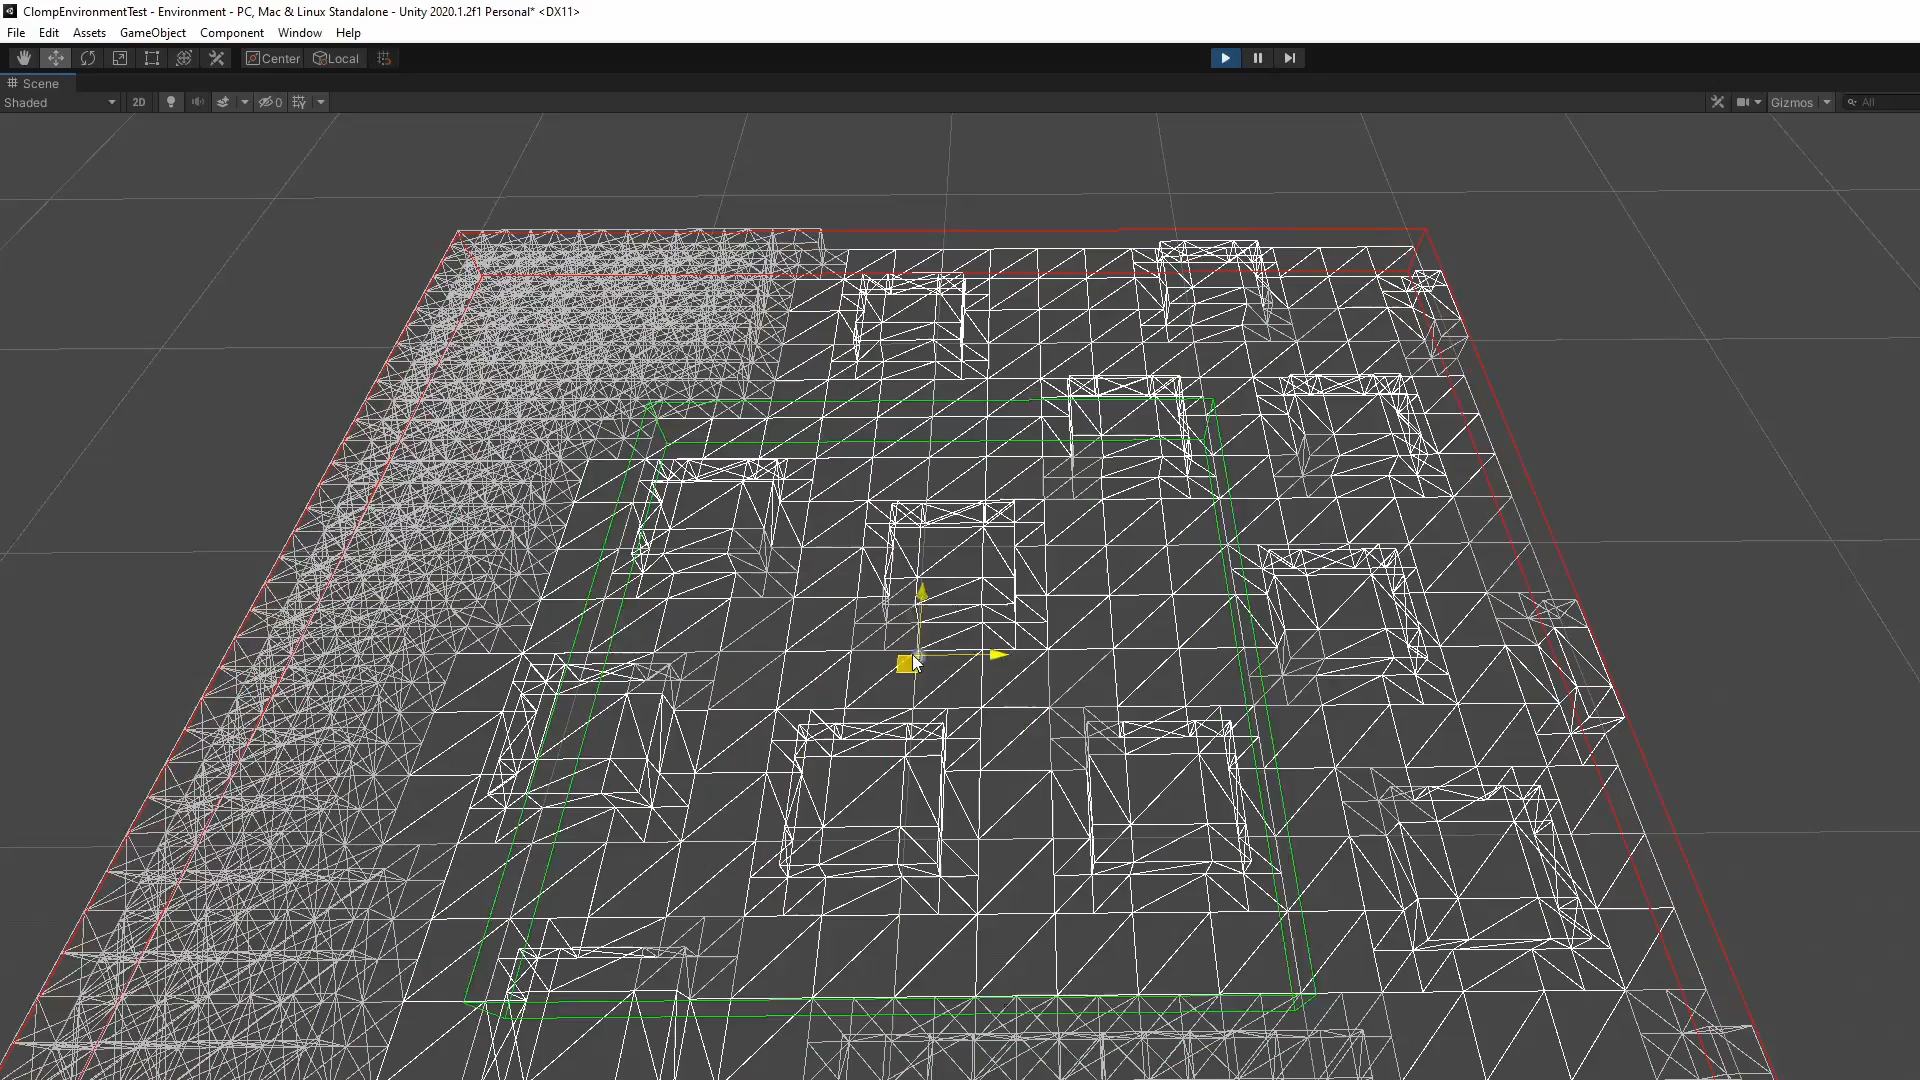 ClompEnvironmentTest - Environment - PC, Mac & Linux Standalone - Unity 2020.1.2f1 Personal* <DX11>
File Edit Assets GameObject Component Window Help
Center Local
Scene
Shaded 2D 0 Gizmos All